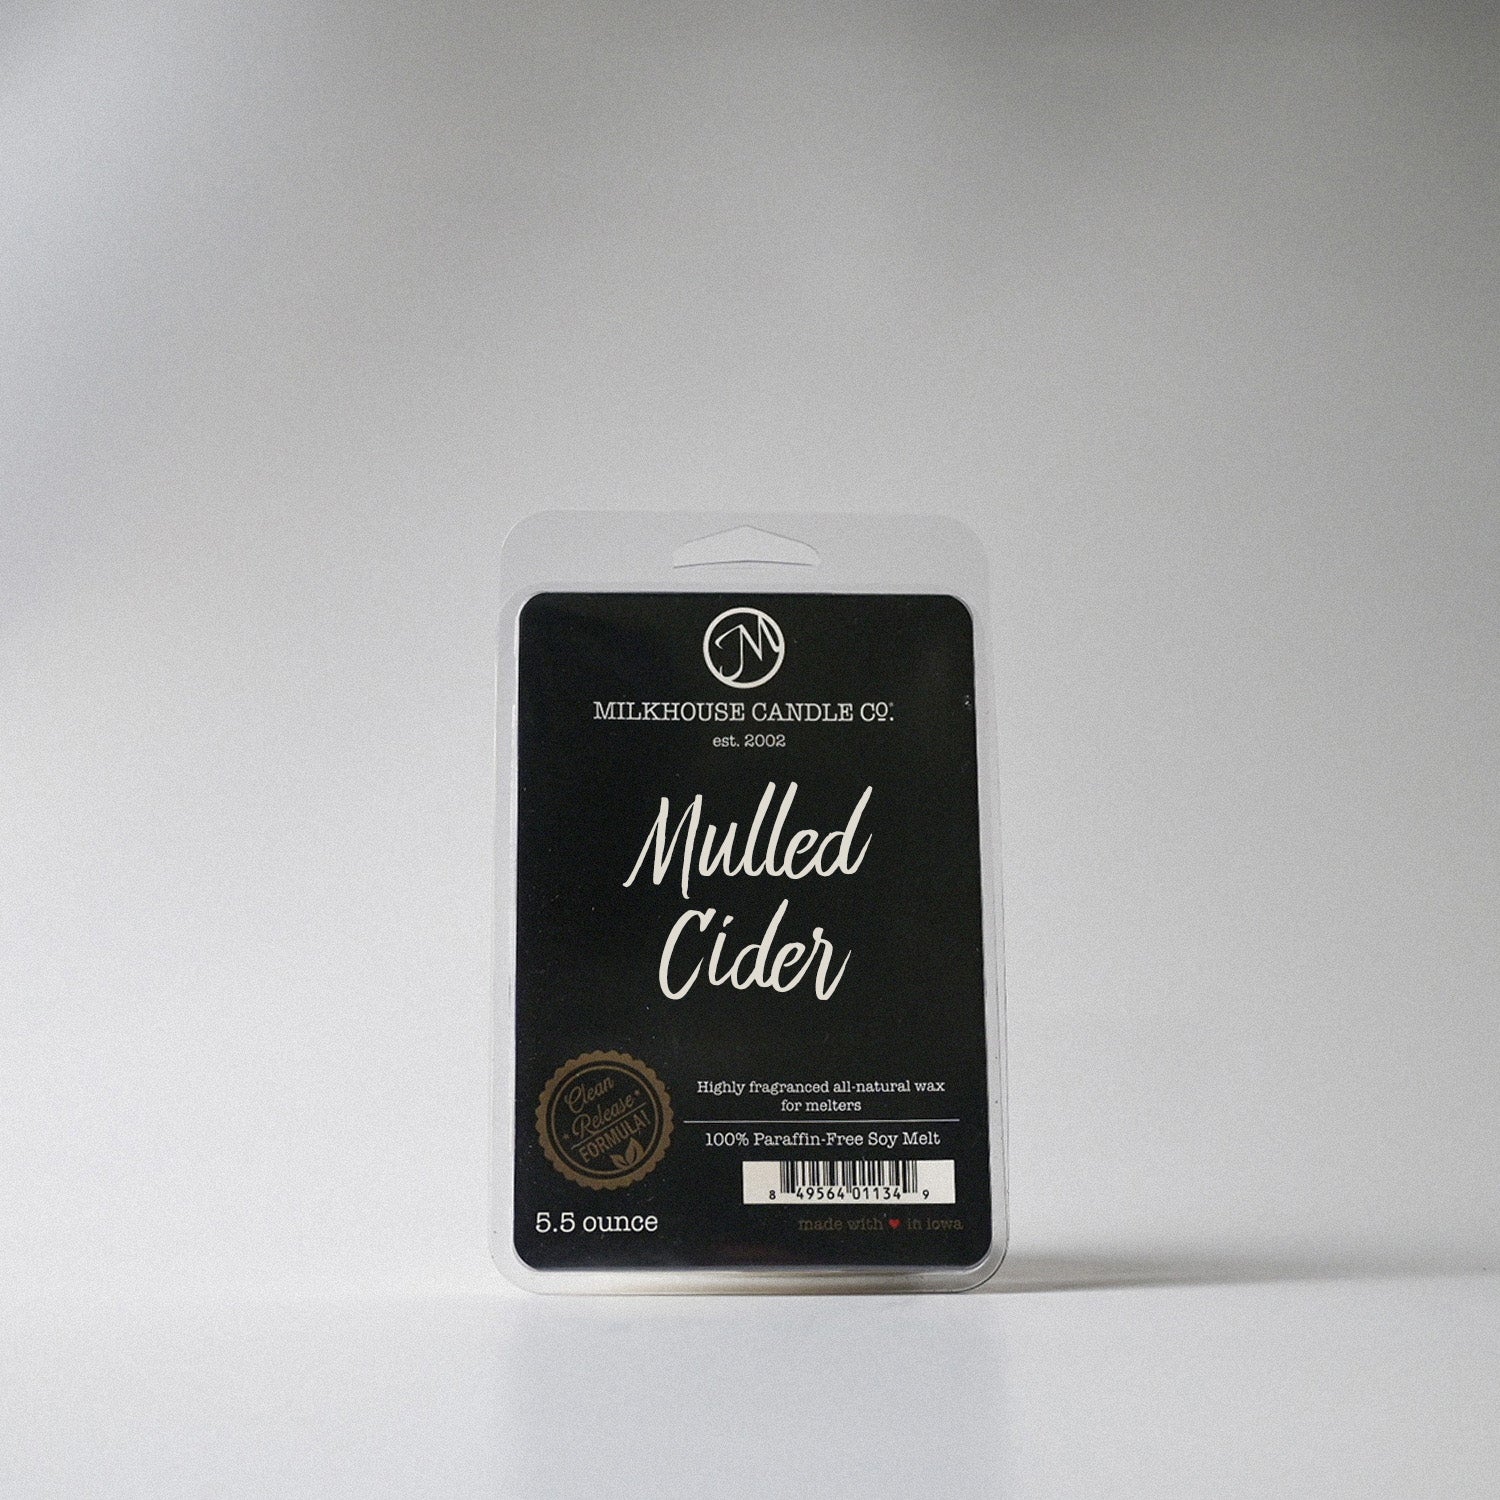 JM
MILKHOUSE CANDLE Co.®
est. 2002
Mulled
Cider
Clean
Release
FORMULA!
Highly fragranced all-natural wax
for melters
100% Paraffin-Free Soy Melt
8 49564 01134 9
5.5 ounce
made with ♥ in iowa